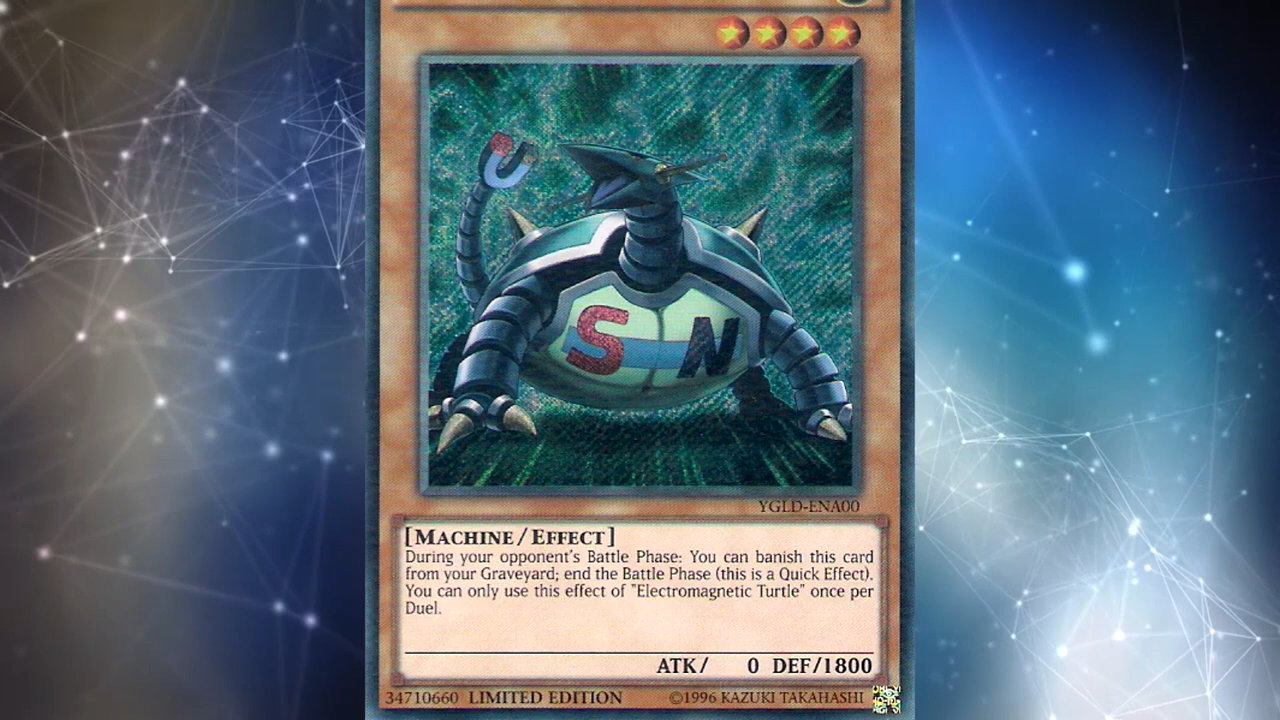 S N
YGLD-ENA00
[MACHINE/EFFECT]
During your opponent's Battle Phase: You can banish this card
from your Graveyard; end the Battle Phase (this is a Quick Effect).
You can only use this effect of "Electromagnetic Turtle" once per
Duel.
ATK/ 0 DEF/1800
34710660 LIMITED EDITION ©1996 KAZUKI TAKAHASHI